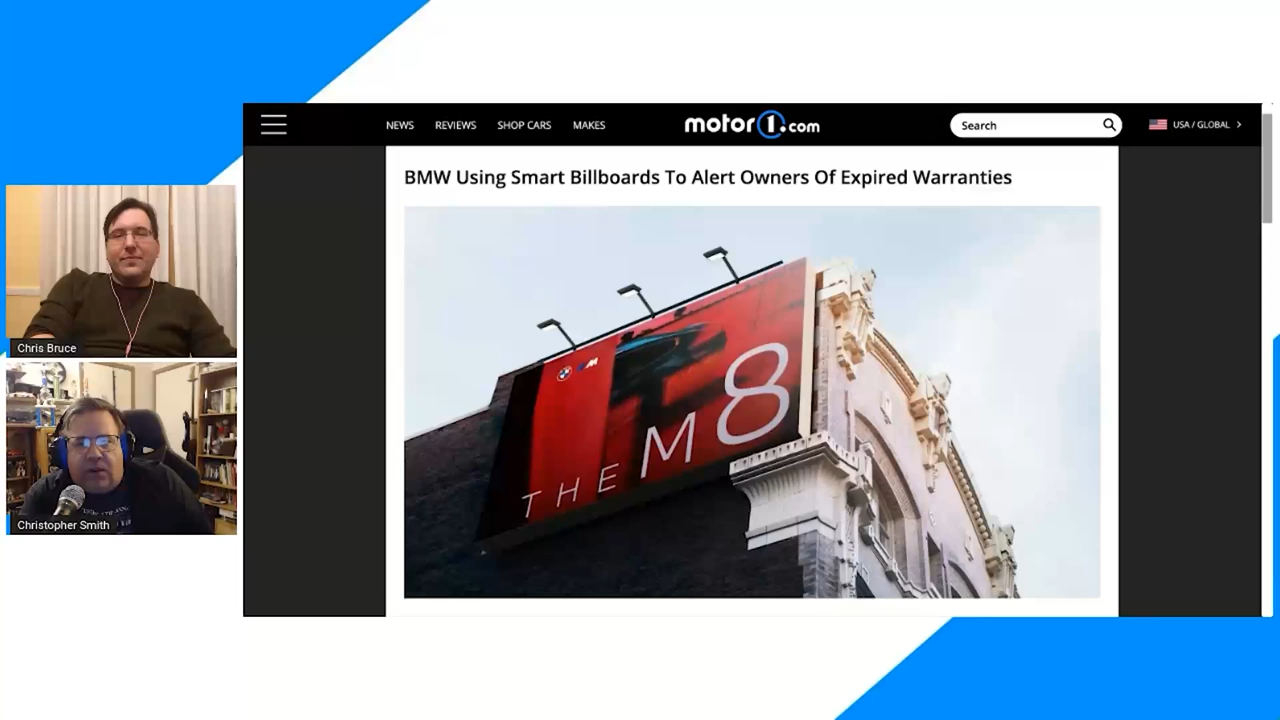 NEWS REVIEWS SHOP CARS MAKES motor1.com Search USA / GLOBAL
BMW Using Smart Billboards To Alert Owners Of Expired Warranties
THE M8
Chris Bruce
Christopher Smith